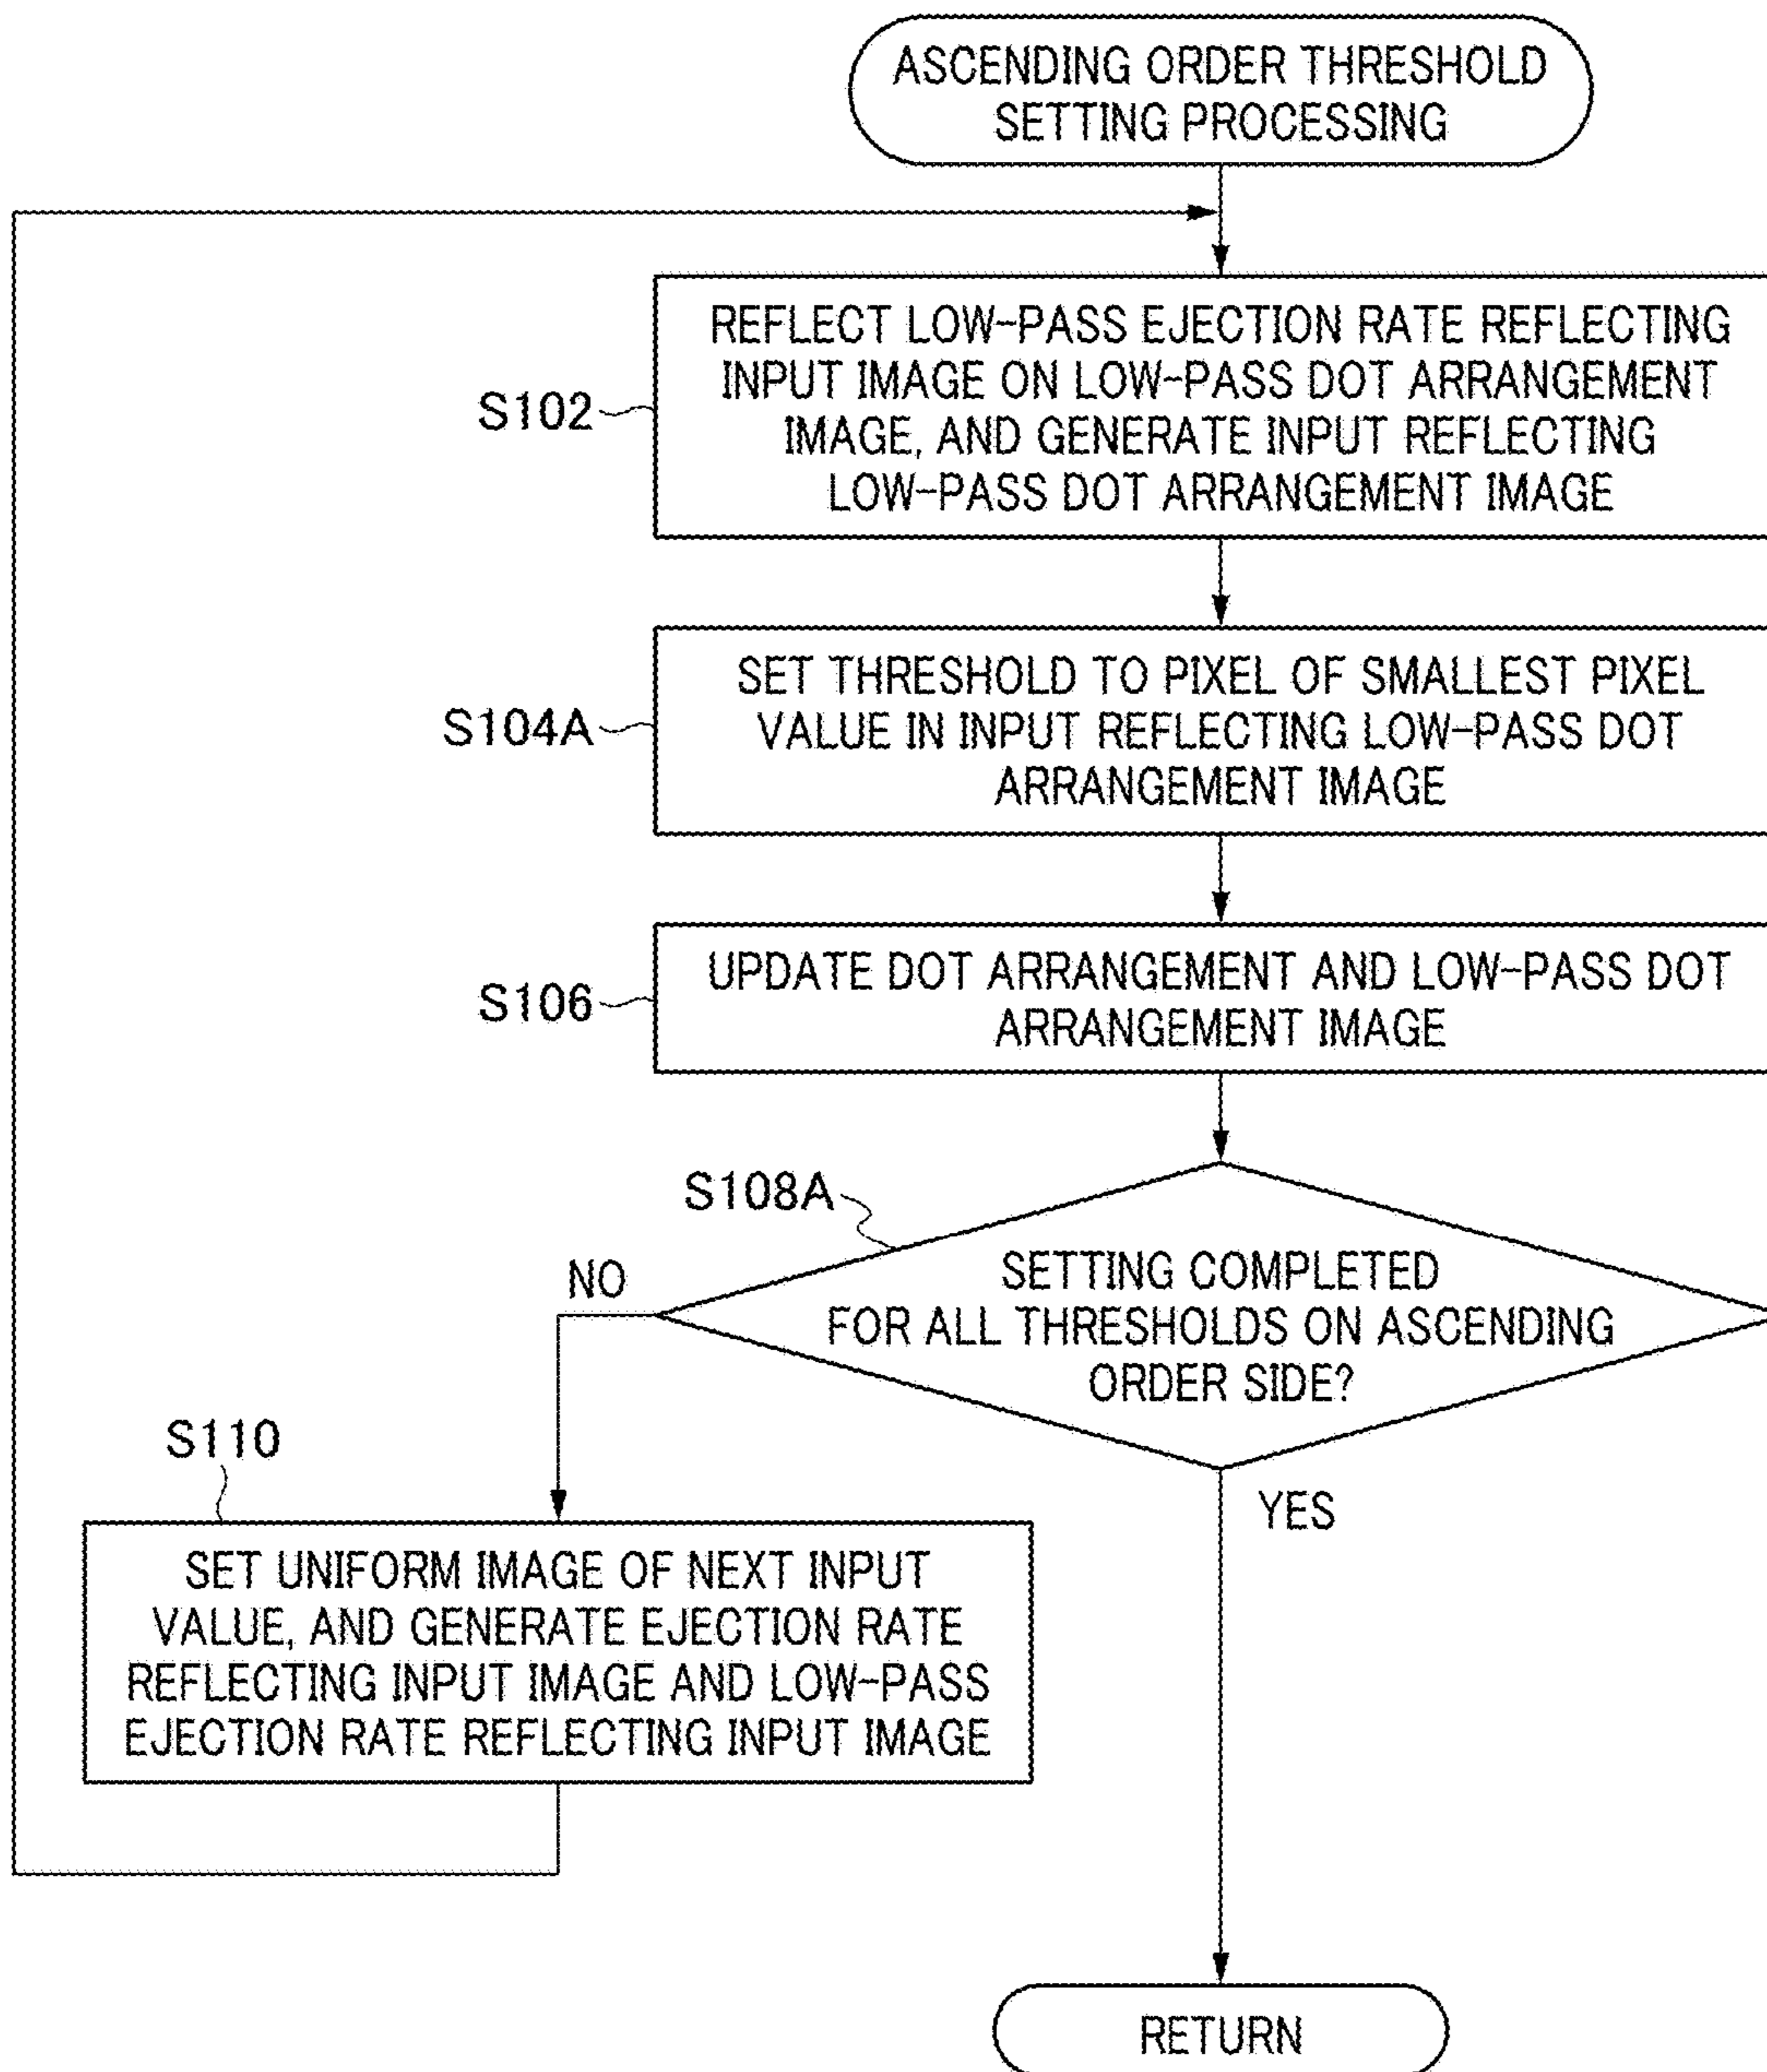 ASCENDING ORDER THRESHOLD
SETTING PROCESSING
S102
REFLECT LOW-PASS EJECTION RATE REFLECTING
INPUT IMAGE ON LOW-PASS DOT ARRANGEMENT
IMAGE, AND GENERATE INPUT REFLECTING
LOW-PASS DOT ARRANGEMENT IMAGE
S104A
SET THRESHOLD TO PIXEL OF SMALLEST PIXEL
VALUE IN INPUT REFLECTING LOW-PASS DOT
ARRANGEMENT IMAGE
S106
UPDATE DOT ARRANGEMENT AND LOW-PASS DOT
ARRANGEMENT IMAGE
S108A
SETTING COMPLETED
FOR ALL THRESHOLDS ON ASCENDING
ORDER SIDE?
NO
YES
S110
SET UNIFORM IMAGE OF NEXT INPUT
VALUE, AND GENERATE EJECTION RATE
REFLECTING INPUT IMAGE AND LOW-PASS
EJECTION RATE REFLECTING INPUT IMAGE
RETURN